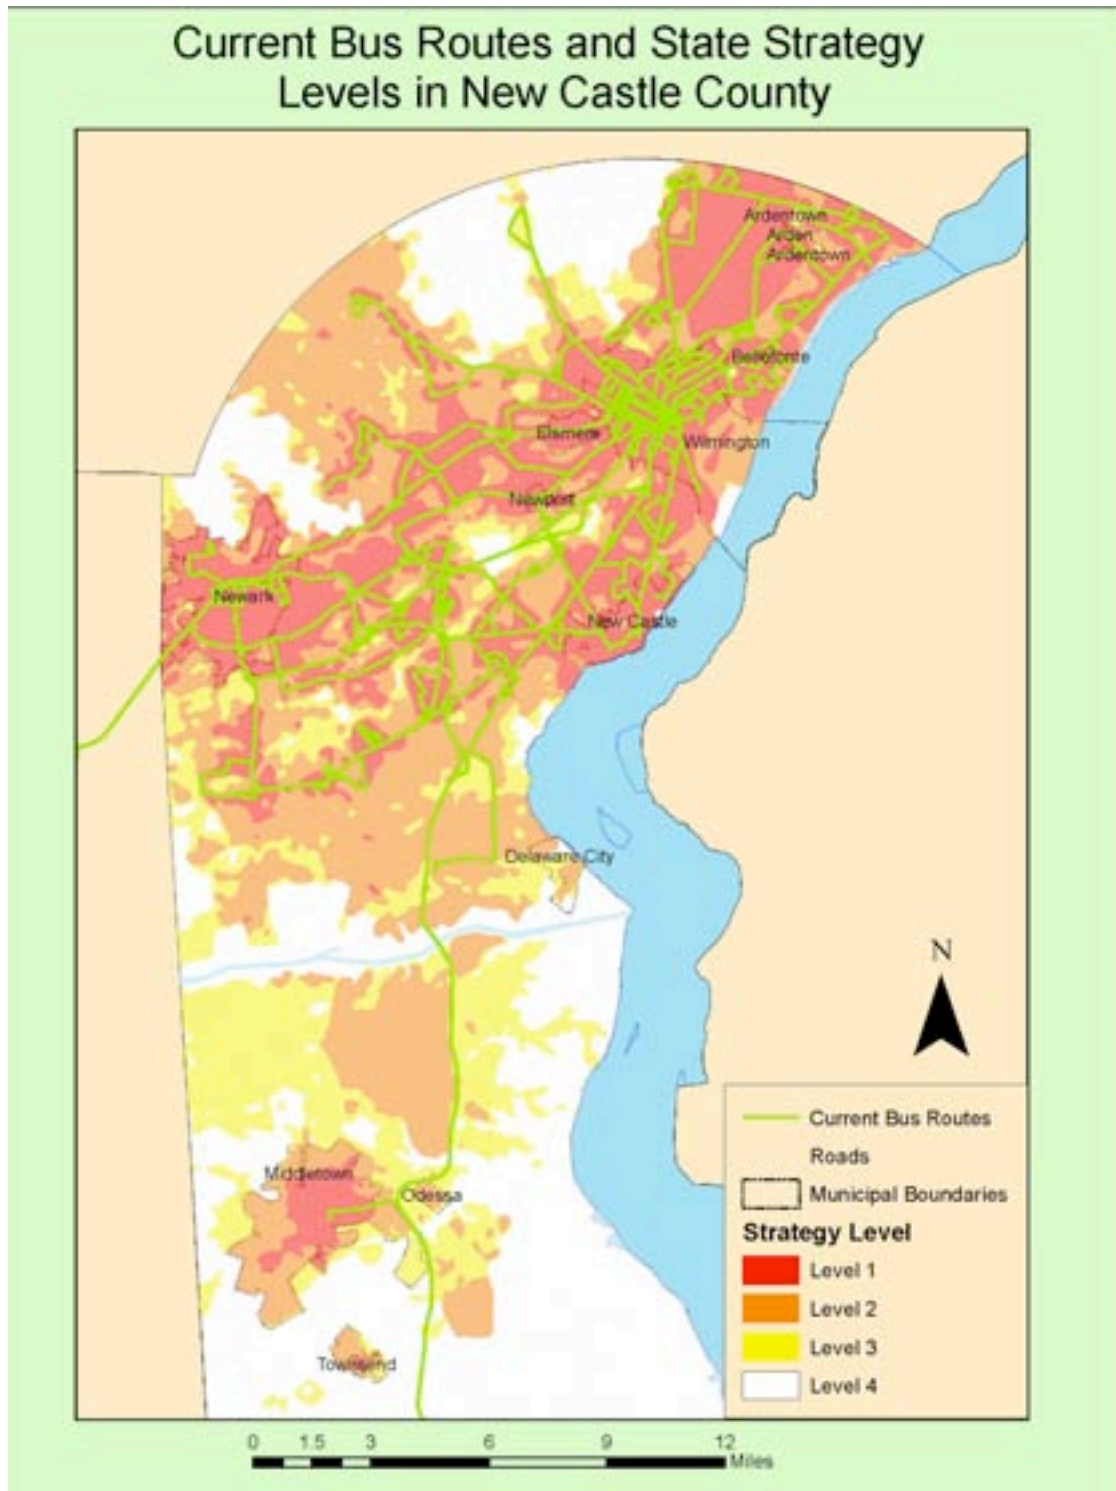 Current Bus Routes and State Strategy
Levels in New Castle County
Ardentown
Arden
Ardentown
Bellefonte
Elsmere
Wilmington
Newport
Newark
New Castle
Delaware City
N
Middletown
Odessa
Townsend
Current Bus Routes
Roads
Municipal Boundaries
Strategy Level
Level 1
Level 2
Level 3
Level 4
0 1.5 3 6 9 12
Miles